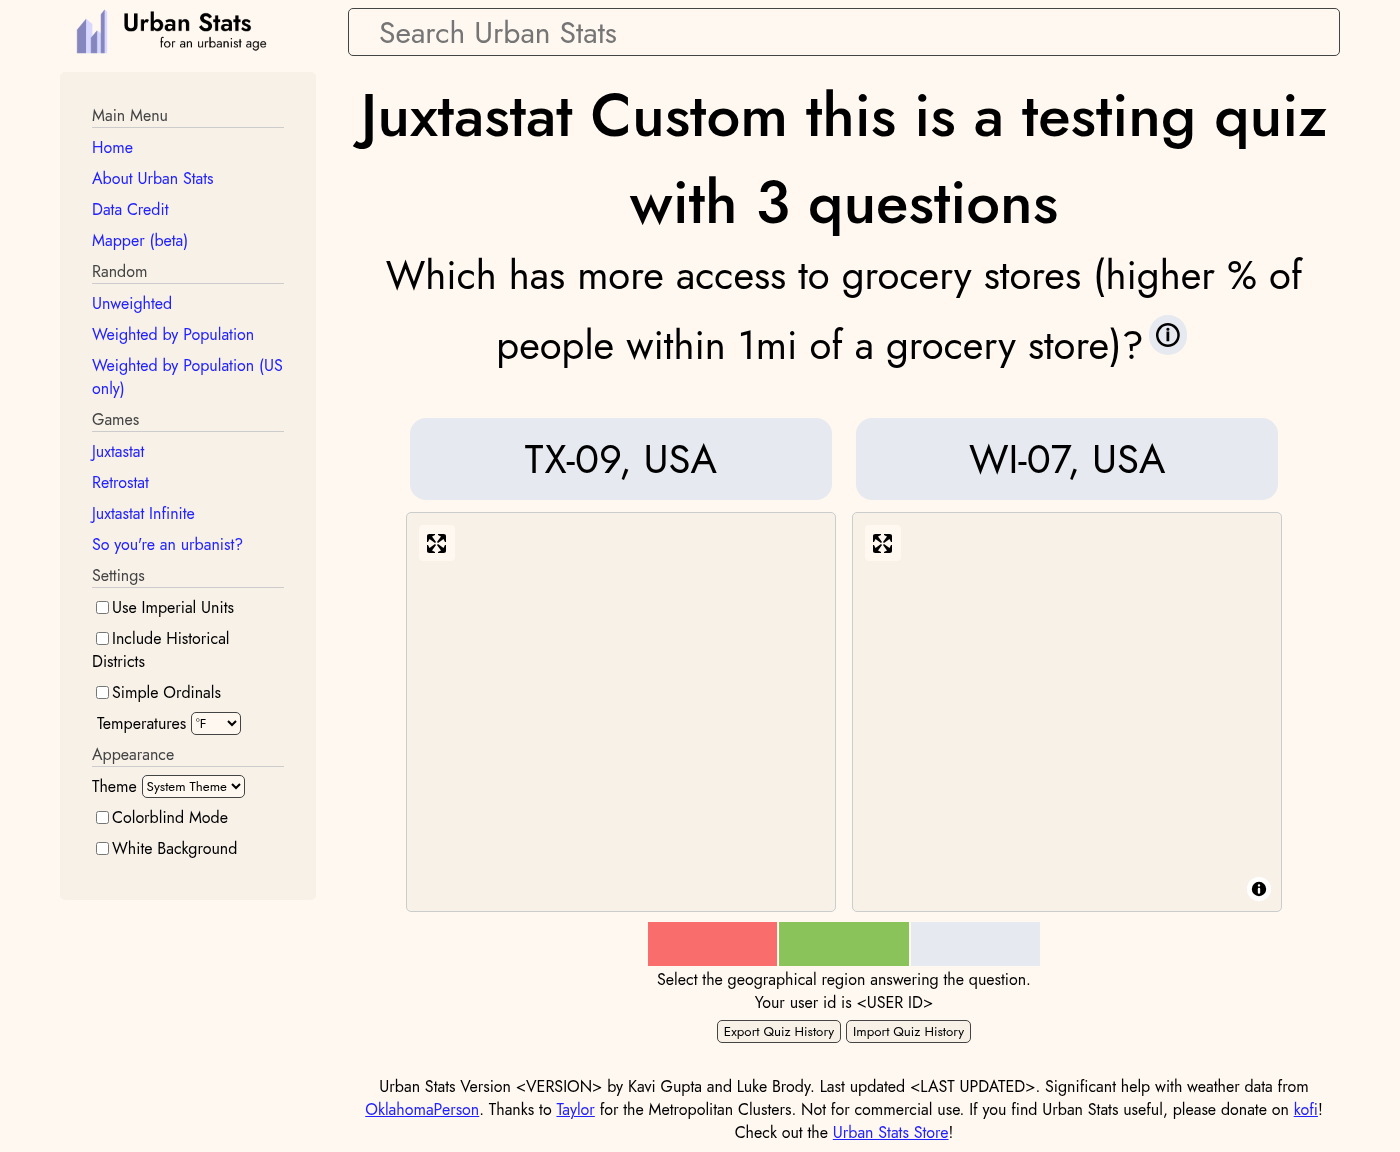 Urban Stats
for an urbanist age
Search Urban Stats
Main Menu
Home
About Urban Stats
Data Credit
Mapper (beta)
Random
Unweighted
Weighted by Population
Weighted by Population (US
only)
Games
Juxtastat
Retrostat
Juxtastat Infinite
So you're an urbanist?
Settings
Use Imperial Units
Include Historical
Districts
Simple Ordinals
Temperatures °F
Appearance
Theme System Theme
Colorblind Mode
White Background
Juxtastat Custom this is a testing quiz
with 3 questions
Which has more access to grocery stores (higher % of
people within 1mi of a grocery store)?
TX-09, USA
WI-07, USA
Select the geographical region answering the question.
Your user id is <USER ID>
Export Quiz History Import Quiz History
Urban Stats Version <VERSION> by Kavi Gupta and Luke Brody. Last updated <LAST UPDATED>. Significant help with weather data from
OklahomaPerson. Thanks to Taylor for the Metropolitan Clusters. Not for commercial use. If you find Urban Stats useful, please donate on kofi!
Check out the Urban Stats Store!